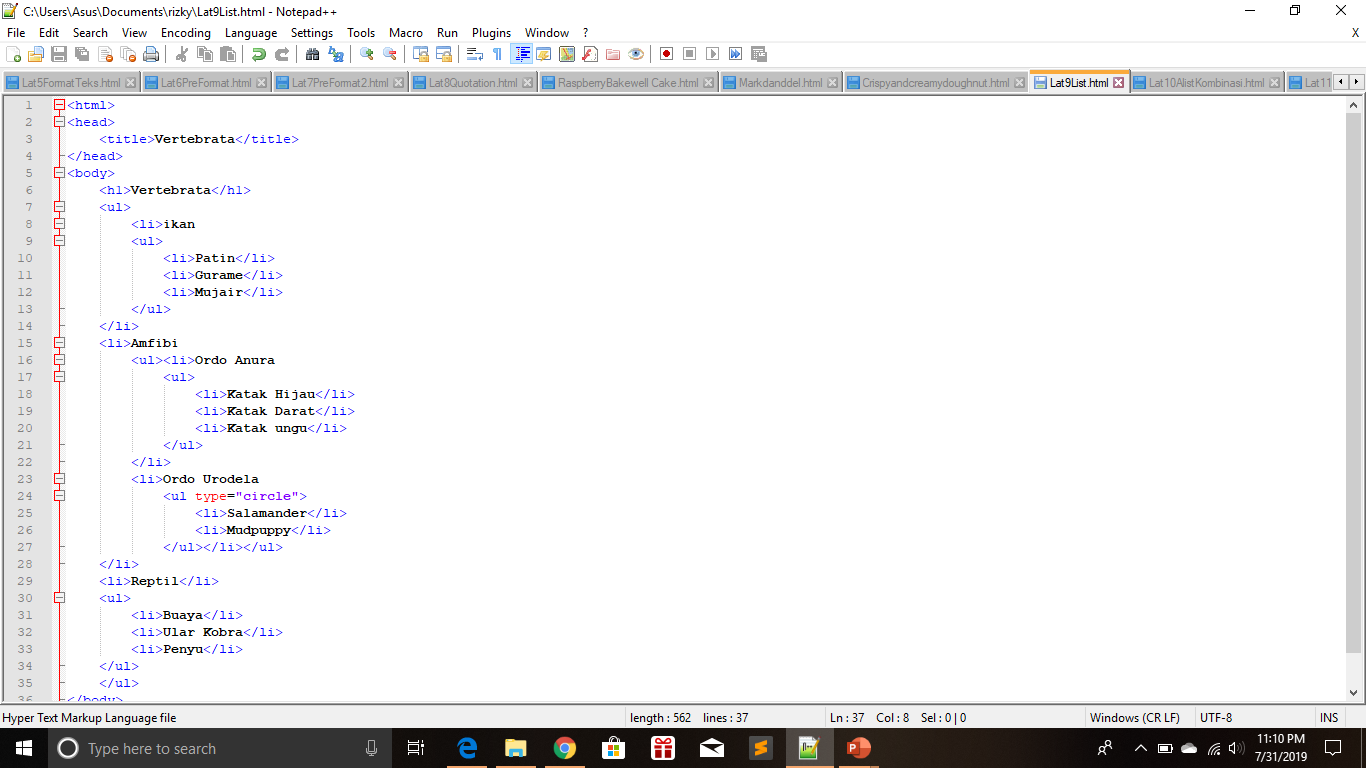 C:\Users\Asus\Documents\rizky\Lat9List.html - Notepad++
File Edit Search View Encoding Language Settings Tools Macro Run Plugins Window ? X
Lat5FormatTeks.html Lat6PreFormat.html Lat7PreFormat2.html Lat8Quotation.html RaspberryBakewell Cake.html Markdanddel.html Crispyandcreamydoughnut.html Lat9List.html Lat10AlistKombinasi.html Lat11
1 <html>
2 <head>
3 <title>Vertebrata</title>
4 </head>
5 <body>
6 <h1>Vertebrata</h1>
7 <ul>
8 <li>ikan
9 <ul>
10 <li>Patin</li>
11 <li>Gurame</li>
12 <li>Mujair</li>
13 </ul>
14 </li>
15 <li>Amfibi
16 <ul><li>Ordo Anura
17 <ul>
18 <li>Katak Hijau</li>
19 <li>Katak Darat</li>
20 <li>Katak ungu</li>
21 </ul>
22 </li>
23 <li>Ordo Urodela
24 <ul type="circle">
25 <li>Salamander</li>
26 <li>Mudpuppy</li>
27 </ul></li></ul>
28 </li>
29 <li>Reptil</li>
30 <ul>
31 <li>Buaya</li>
32 <li>Ular Kobra</li>
33 <li>Penyu</li>
34 </ul>
35 </ul>
36 </body>
Hyper Text Markup Language file length : 562 lines : 37 Ln : 37 Col : 8 Sel : 0 | 0 Windows (CR LF) UTF-8 INS
Type here to search
11:10 PM
7/31/2019